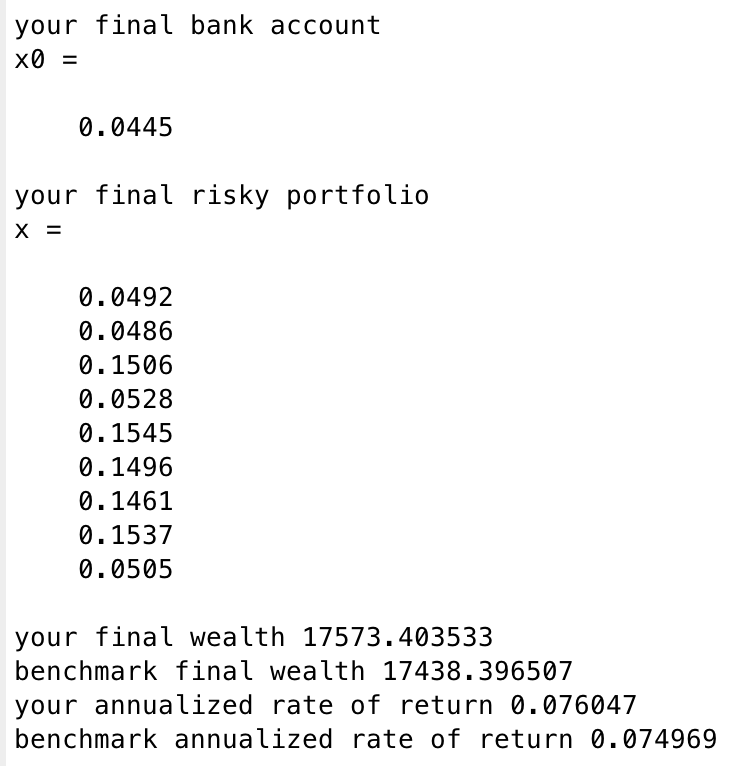 your final bank account
x0 =
0.0445
your final risky portfolio
x =
0.0492
0.0486
0.1506
0.0528
0.1545
0.1496
0.1461
0.1537
0.0505
your final wealth 17573.403533
benchmark final wealth 17438.396507
your annualized rate of return 0.076047
benchmark annualized rate of return 0.074969